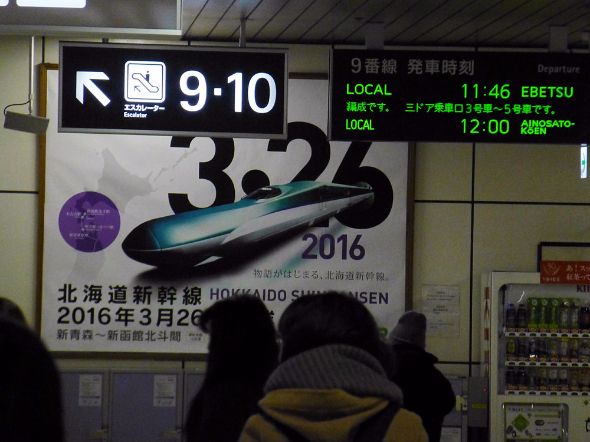 エスカレーター
Escalator
9・10
9番線 発車時刻 Departure
LOCAL 11:46 EBETSU
編成です。 三ドア乗車口3号車～5号車です。
LOCAL 12:00 AINOSATO-KŌEN
3・26
2016
物語がはじまる、北海道新幹線。
北海道新幹線 HOKKAIDO SHINKANSEN
2016年3月26
新青森～新函館北斗間